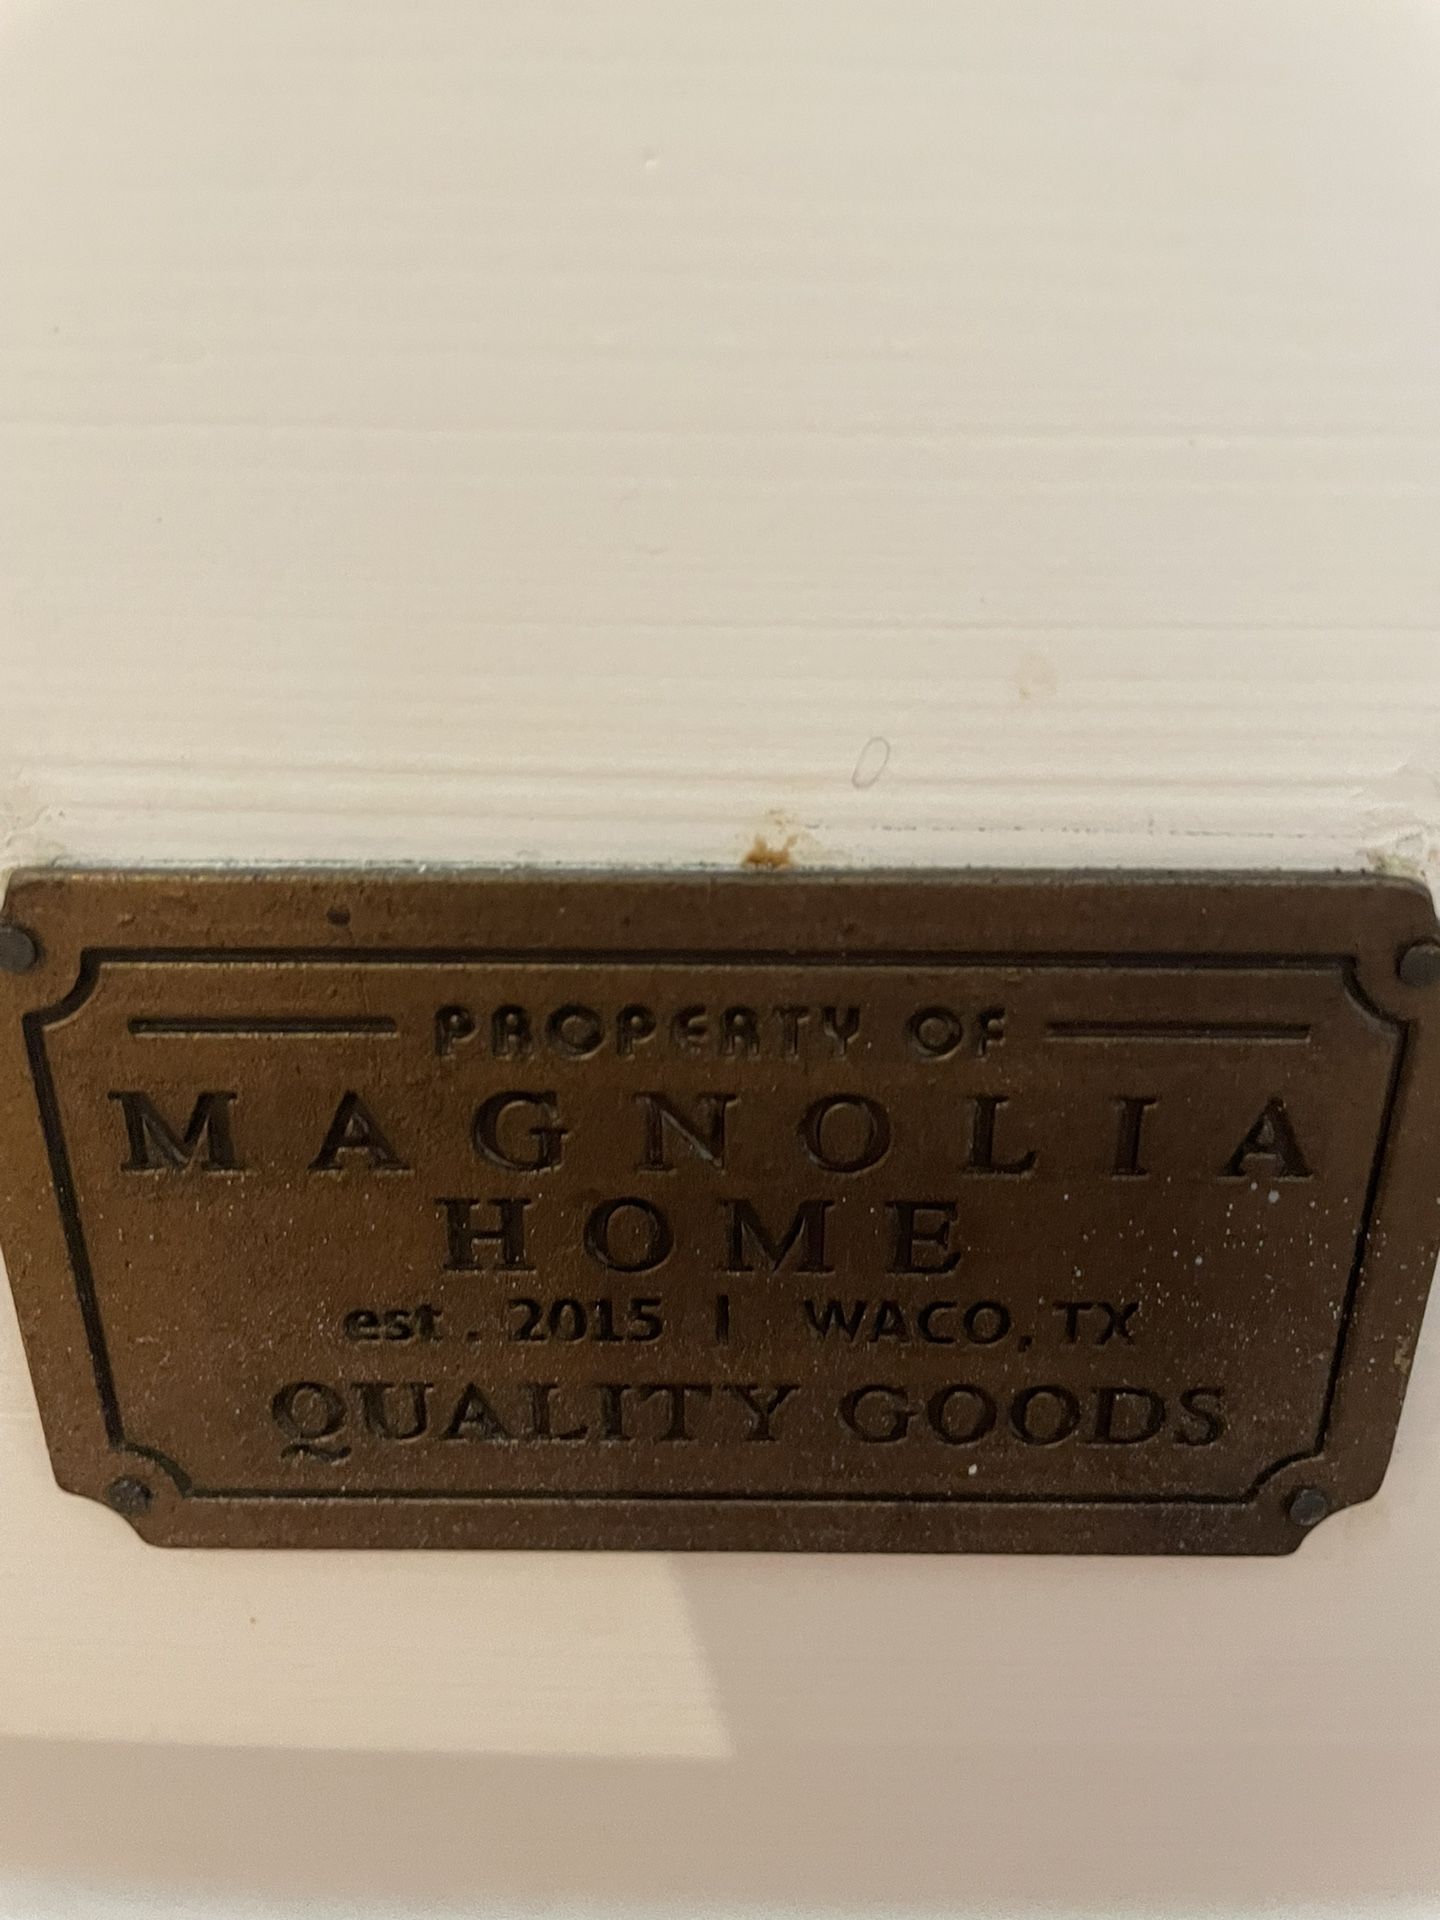 PROPERTY OF
MAGNOLIA
HOME
est. 2015 | WACO, TX
QUALITY GOODS